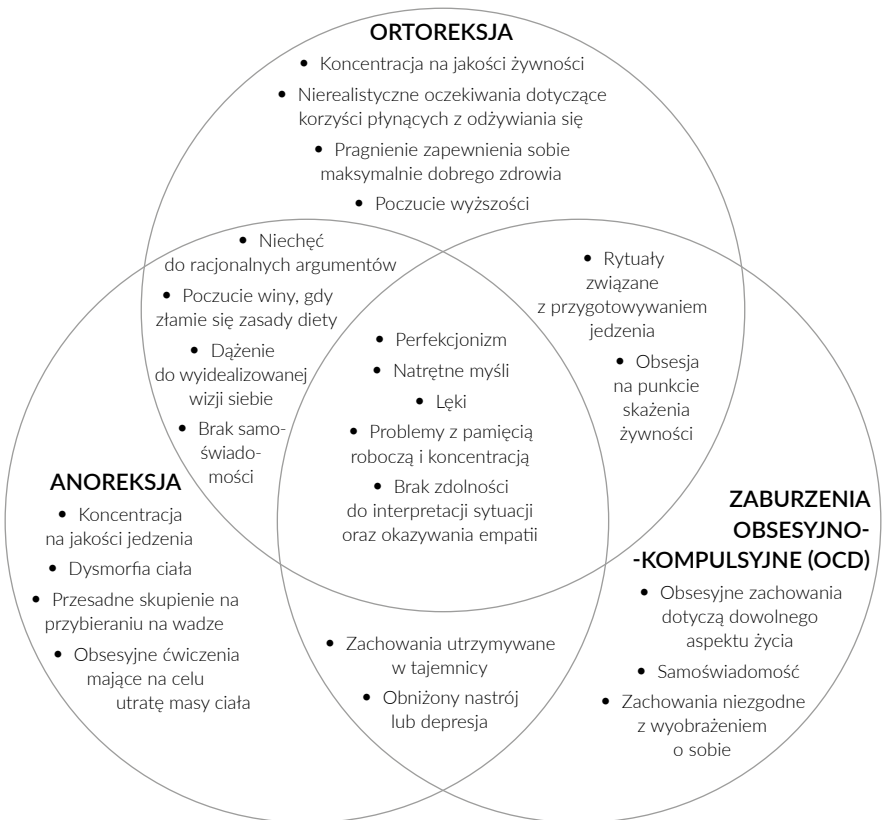 ORTOREKSJA
• Koncentracja na jakości żywności
• Nierealistyczne oczekiwania dotyczące
korzyści płynących z odżywiania się
• Pragnienie zapewnienia sobie
maksymalnie dobrego zdrowia
• Poczucie wyższości
• Niechęć
do racjonalnych argumentów
• Poczucie winy, gdy
złamie się zasady diety
• Dążenie
do wyidealizowanej
wizji siebie
• Brak samo-
świado-
mości
• Perfekcjonizm
• Natrętne myśli
• Lęki
• Problemy z pamięcią
roboczą i koncentracją
• Brak zdolności
do interpretacji sytuacji
oraz okazywania empatii
• Rytuały
związane
z przygotowywaniem
jedzenia
• Obsesja
na punkcie
skażenia
żywności
ANOREKSJA
• Koncentracja
na jakości jedzenia
• Dysmorfia ciała
• Przesadne skupienie na
przybieraniu na wadze
• Obsesyjne ćwiczenia
mające na celu
utratę masy ciała
• Zachowania utrzymywane
w tajemnicy
• Obniżony nastrój
lub depresja
ZABURZENIA
OBSESYJNO-
-KOMPULSYJNE (OCD)
• Obsesyjne zachowania
dotyczą dowolnego
aspektu życia
• Samoświadomość
• Zachowania niezgodne
z wyobrażeniem
o sobie